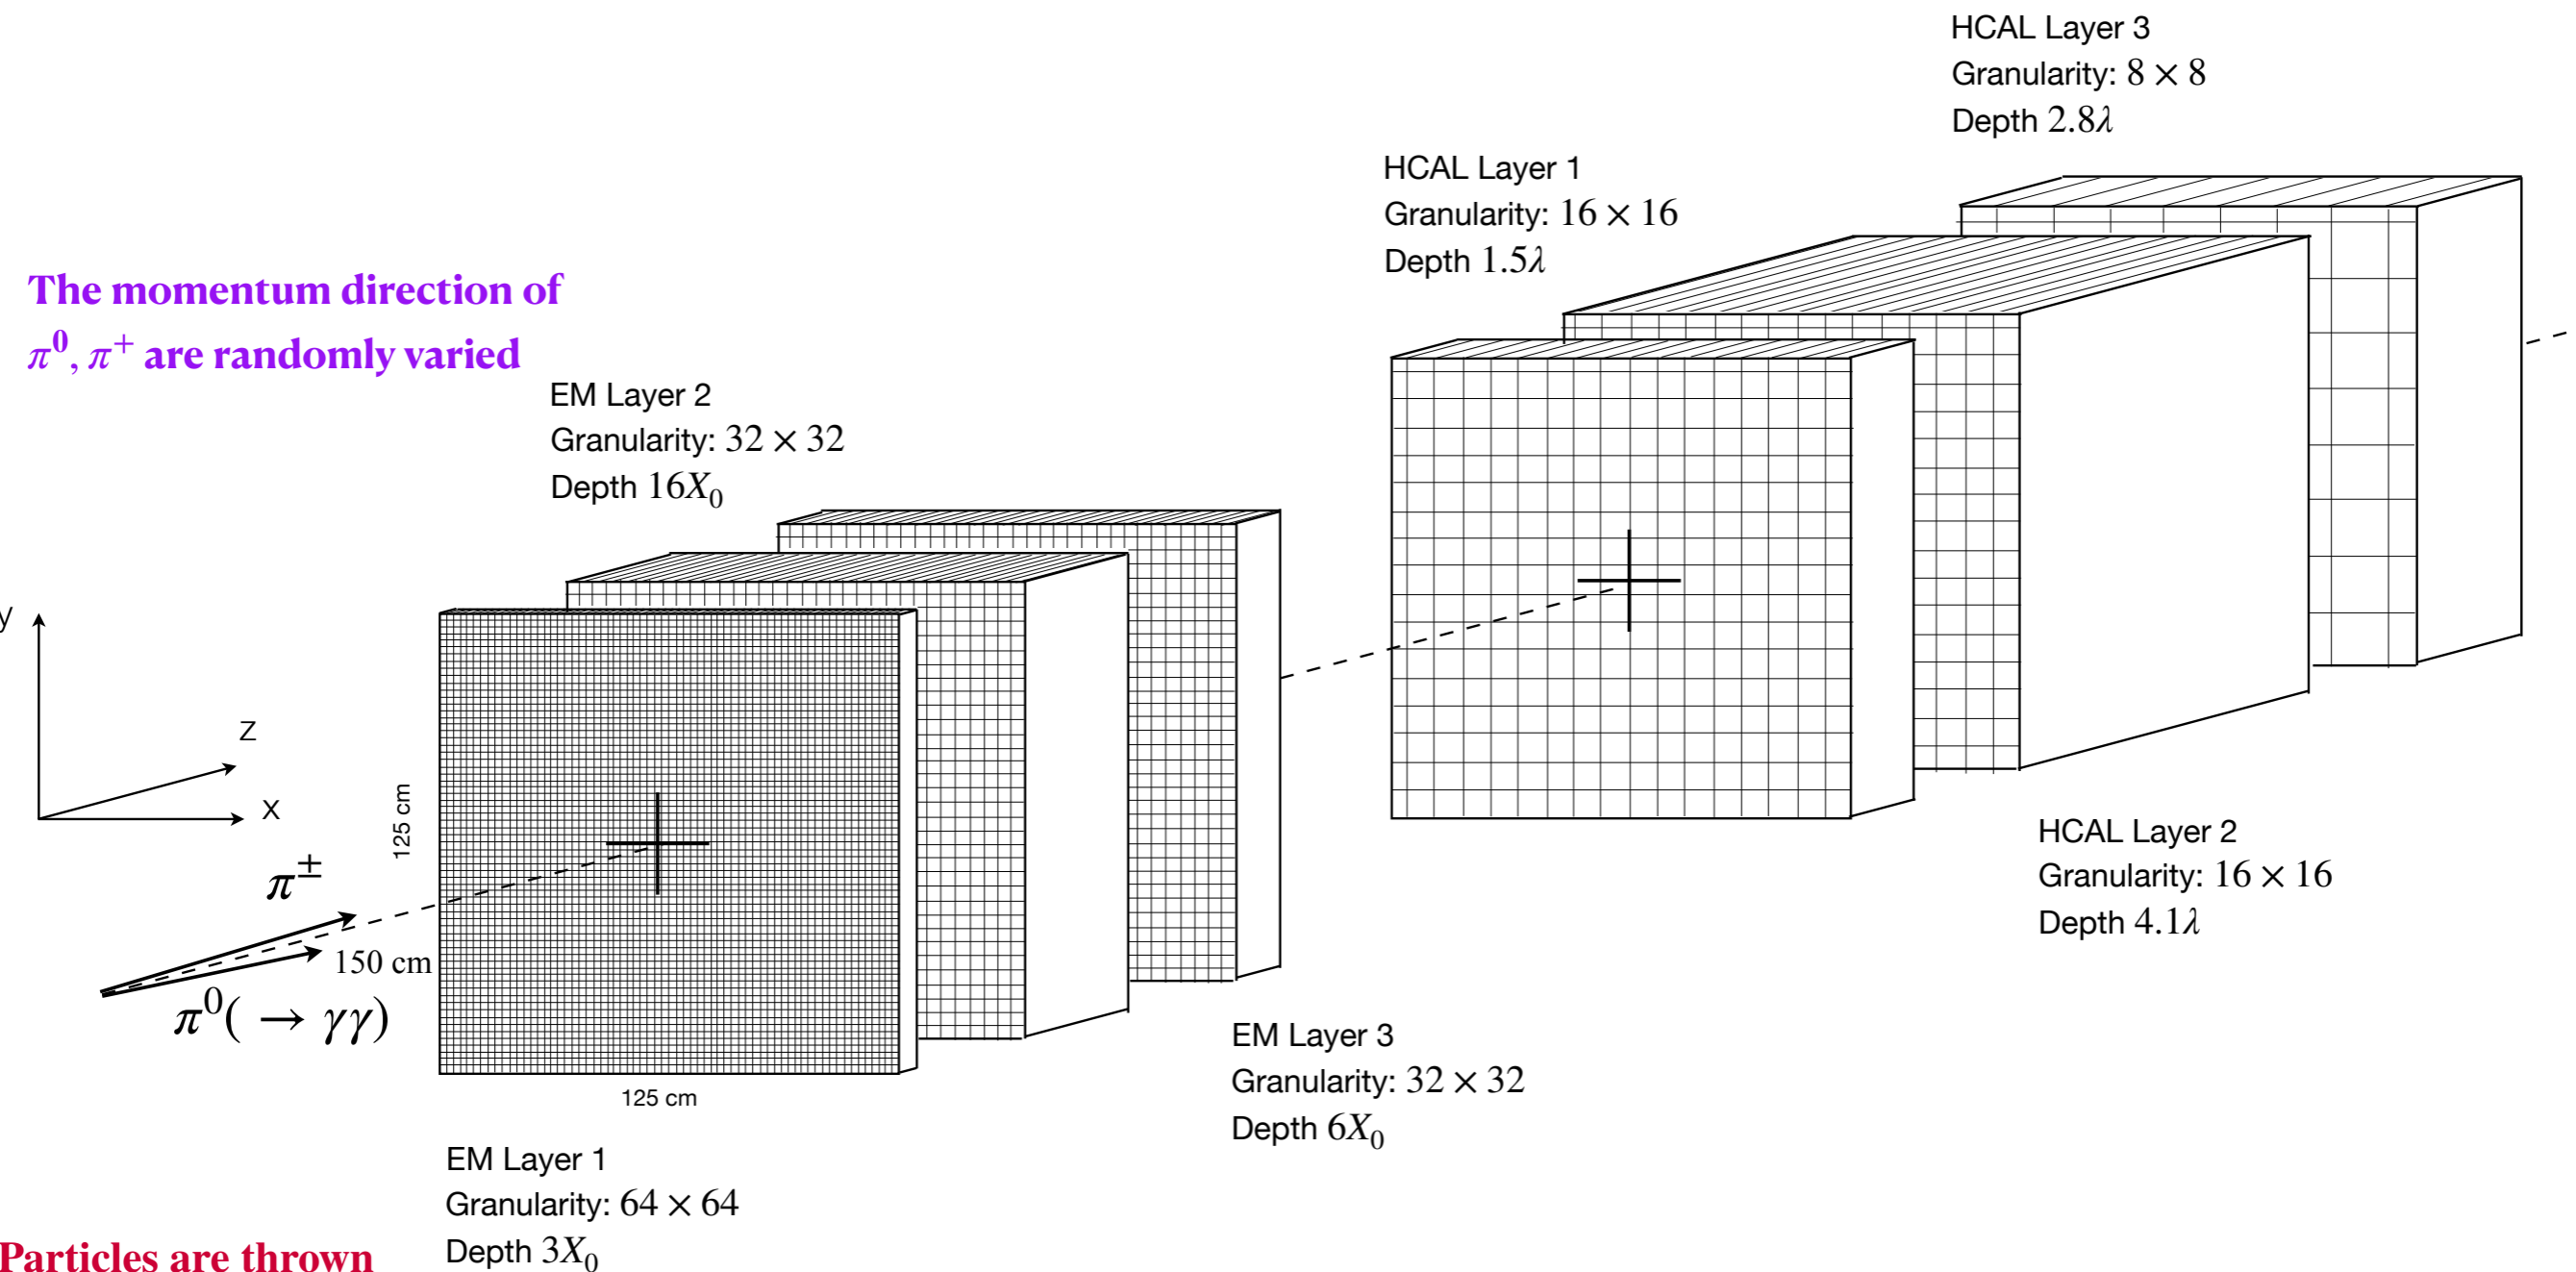 HCAL Layer 3
Granularity: 8 × 8
Depth 2.8λ
HCAL Layer 1
Granularity: 16 × 16
Depth 1.5λ
The momentum direction of
π⁰, π⁺ are randomly varied
EM Layer 2
Granularity: 32 × 32
Depth 16X₀
y
Z
X
125 cm
π±
150 cm
π⁰( → γγ)
125 cm
HCAL Layer 2
Granularity: 16 × 16
Depth 4.1λ
EM Layer 3
Granularity: 32 × 32
Depth 6X₀
EM Layer 1
Granularity: 64 × 64
Depth 3X₀
Particles are thrown